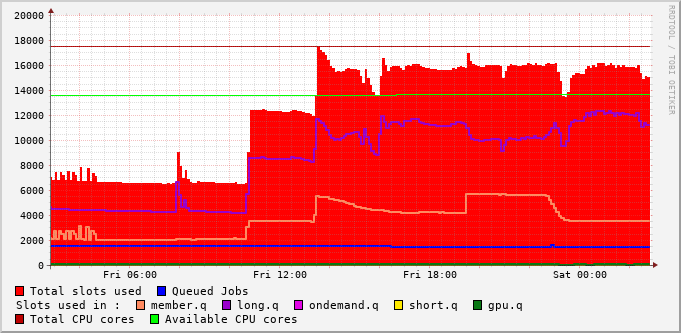 20000
18000
16000
14000
12000
10000
8000
6000
4000
2000
0
Fri 06:00 Fri 12:00 Fri 18:00 Sat 00:00
Total slots used Queued Jobs
Slots used in : member.q long.q ondemand.q short.q gpu.q
Total CPU cores Available CPU cores
RRDTOOL / TOBI OETIKER